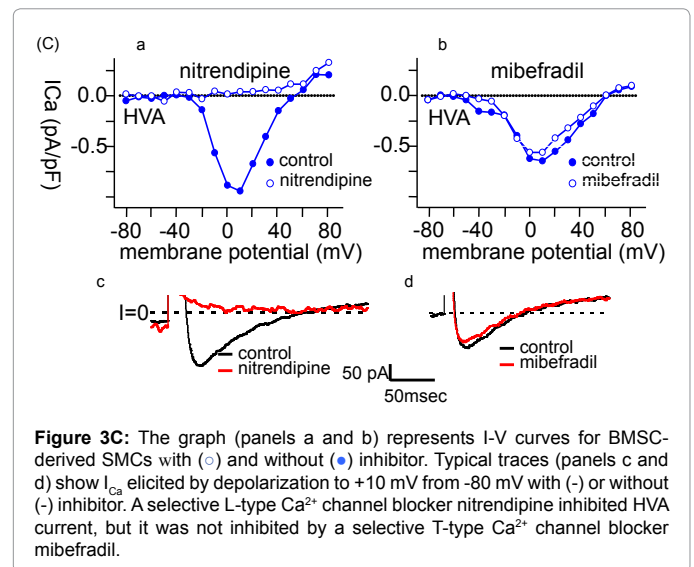 (C)
a
b
nitrendipine
mibefradil
ICa (pA/pF)
0.0
-0.5
HVA
control
nitrendipine
-80
-40
0
40
80
membrane potential (mV)
0.0
-0.5
HVA
control
mibefradil
-80
-40
0
40
80
membrane potential (mV)
c
d
I=0
control
nitrendipine
50 pA
50msec
control
mibefradil
Figure 3C: The graph (panels a and b) represents I-V curves for BMSC-
derived SMCs with (○) and without (●) inhibitor. Typical traces (panels c and
d) show I_Ca elicited by depolarization to +10 mV from -80 mV with (-) or without
(-) inhibitor. A selective L-type Ca²⁺ channel blocker nitrendipine inhibited HVA
current, but it was not inhibited by a selective T-type Ca²⁺ channel blocker
mibefradil.